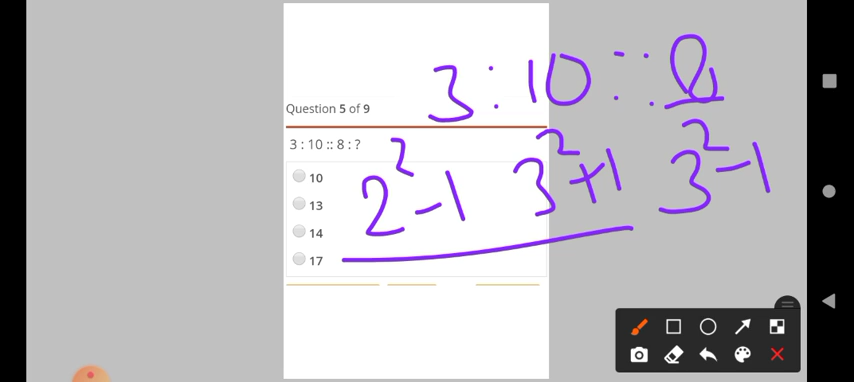 3 : 10 :: 8
Question 5 of 9
3 : 10 :: 8 : ?
2² - 1 3² + 1 3² - 1
10
13
14
17